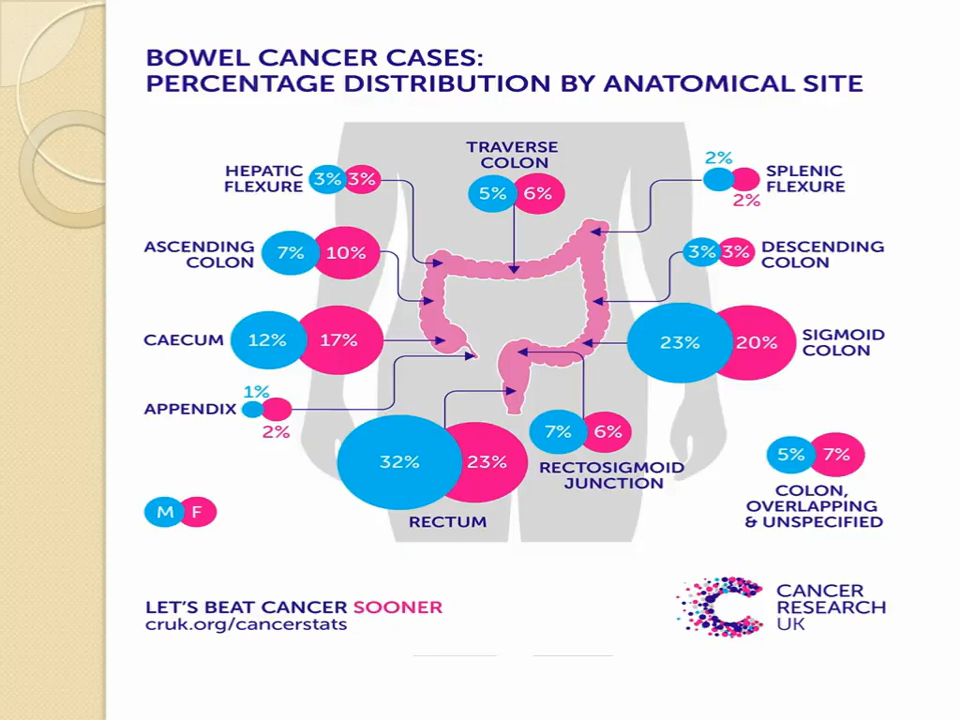 BOWEL CANCER CASES:
PERCENTAGE DISTRIBUTION BY ANATOMICAL SITE
TRAVERSE
COLON
5% 6%
HEPATIC
FLEXURE
3% 3%
2%
SPLENIC
FLEXURE
2%
ASCENDING
COLON
7% 10%
3% 3%
DESCENDING
COLON
CAECUM
12% 17%
23% 20%
SIGMOID
COLON
1%
APPENDIX
2%
32% 23%
RECTUM
7% 6%
RECTOSIGMOID
JUNCTION
5% 7%
COLON,
OVERLAPPING
& UNSPECIFIED
M F
LET'S BEAT CANCER SOONER
cruk.org/cancerstats
CANCER
RESEARCH
UK